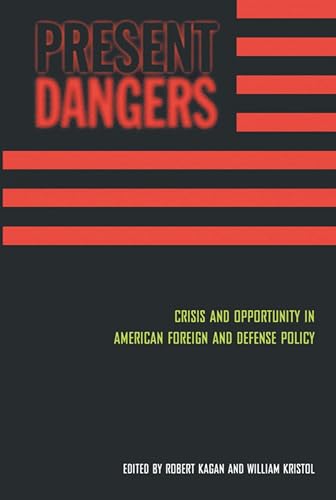 PRESENT
DANGERS
CRISIS AND OPPORTUNITY IN
AMERICAN FOREIGN AND DEFENSE POLICY
EDITED BY ROBERT KAGAN AND WILLIAM KRISTOL